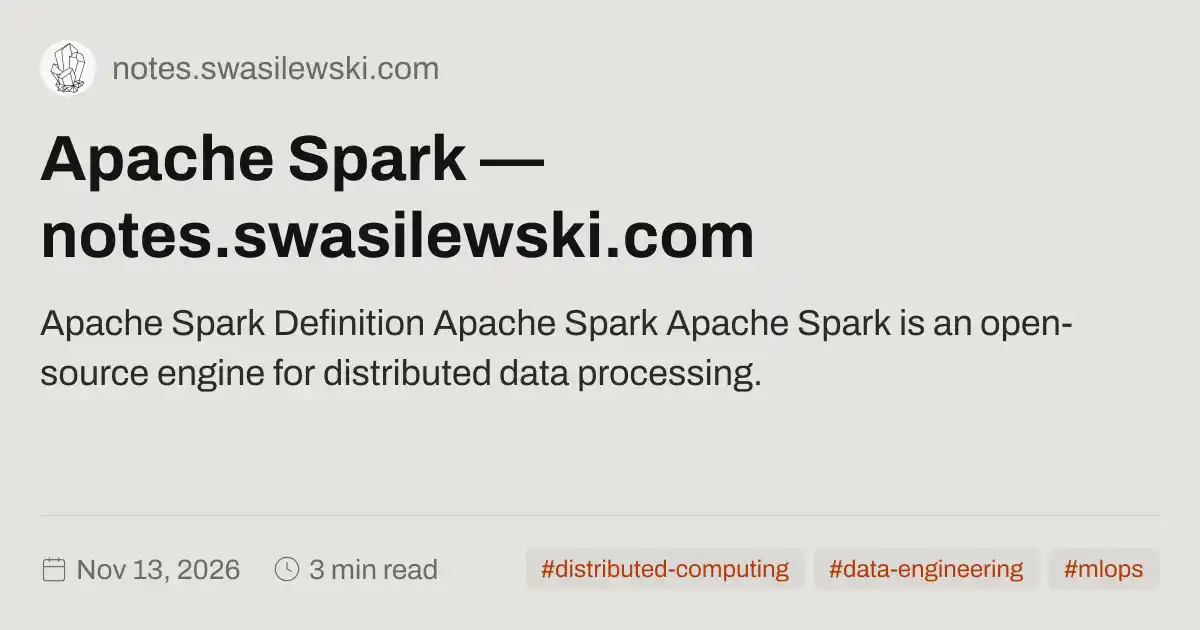 notes.swasilewski.com
Apache Spark —
notes.swasilewski.com
Apache Spark Definition Apache Spark Apache Spark is an open-
source engine for distributed data processing.
Nov 13, 2026
3 min read
#distributed-computing
#data-engineering
#mlops